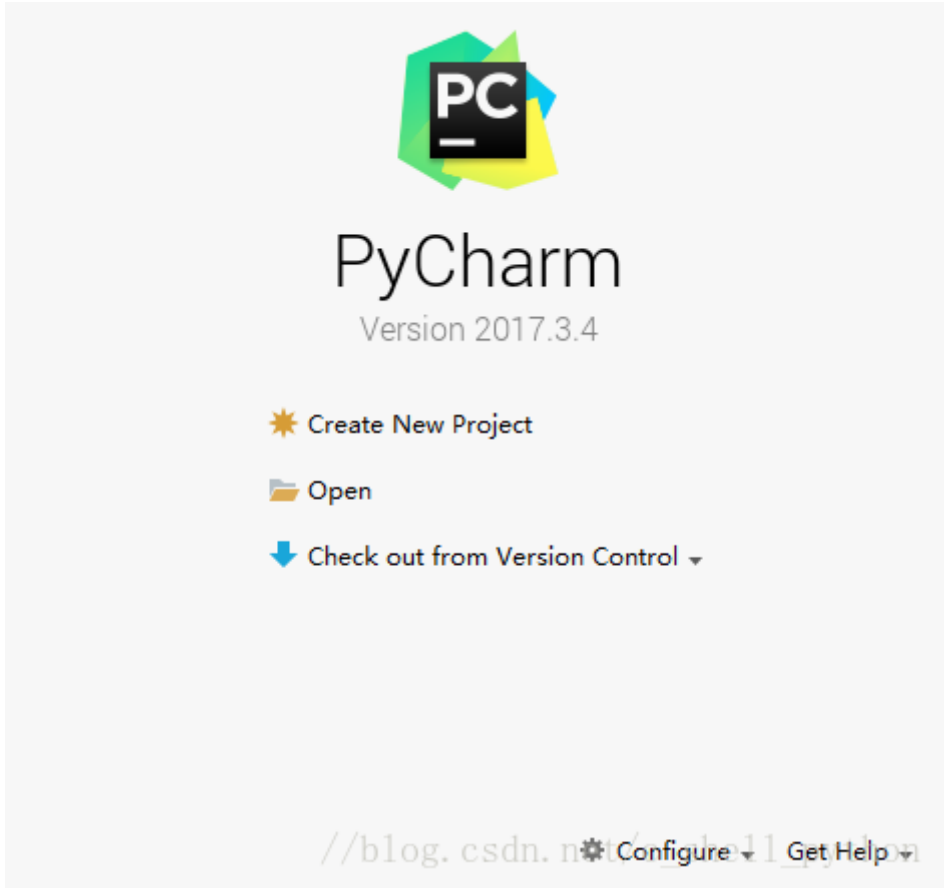 PC
PyCharm
Version 2017.3.4
Create New Project
Open
Check out from Version Control
//blog.csdn.n
Configure
Get Help